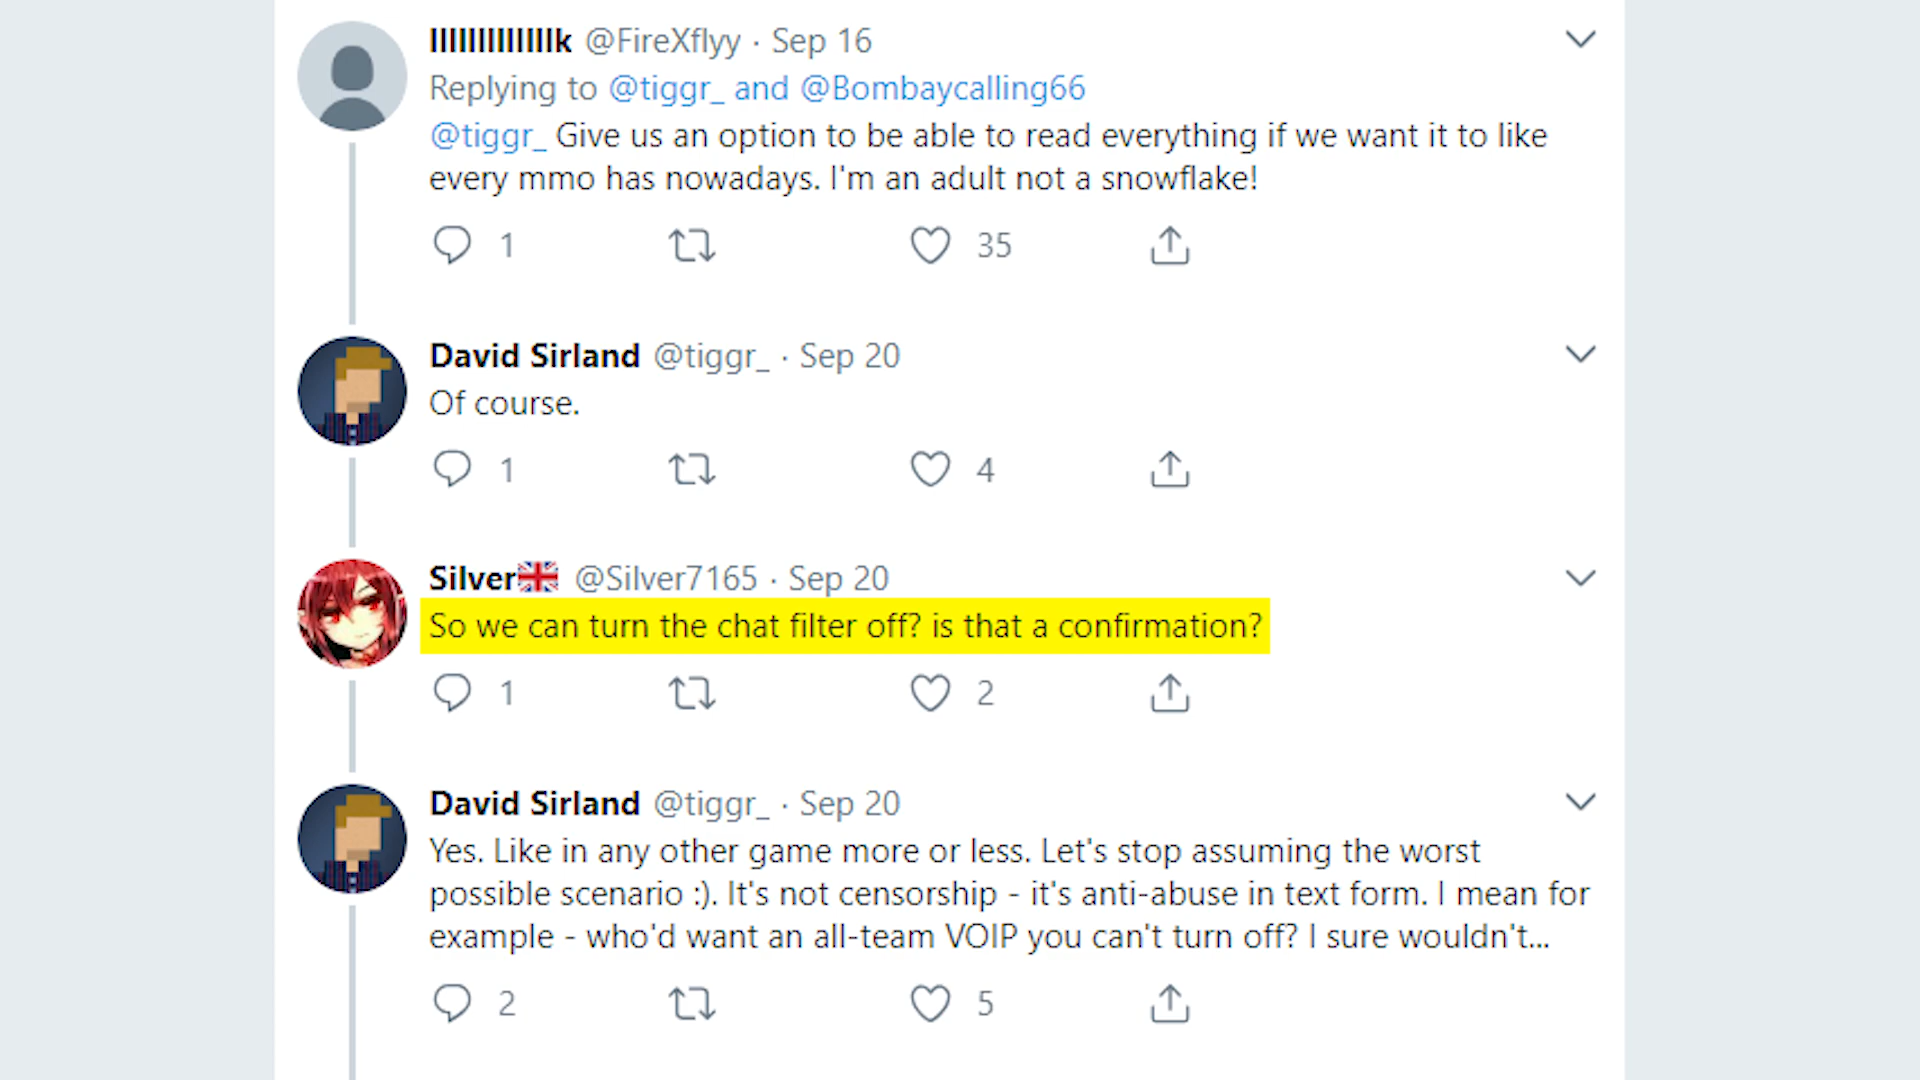 lllllllllllllk @FireXflyy · Sep 16
Replying to @tiggr_ and @Bombaycalling66
@tiggr_ Give us an option to be able to read everything if we want it to like
every mmo has nowadays. I'm an adult not a snowflake!
1 35
David Sirland @tiggr_ · Sep 20
Of course.
1 4
Silver🇬🇧 @Silver7165 · Sep 20
So we can turn the chat filter off? is that a confirmation?
1 2
David Sirland @tiggr_ · Sep 20
Yes. Like in any other game more or less. Let's stop assuming the worst
possible scenario :). It's not censorship - it's anti-abuse in text form. I mean for
example - who'd want an all-team VOIP you can't turn off? I sure wouldn't...
2 5